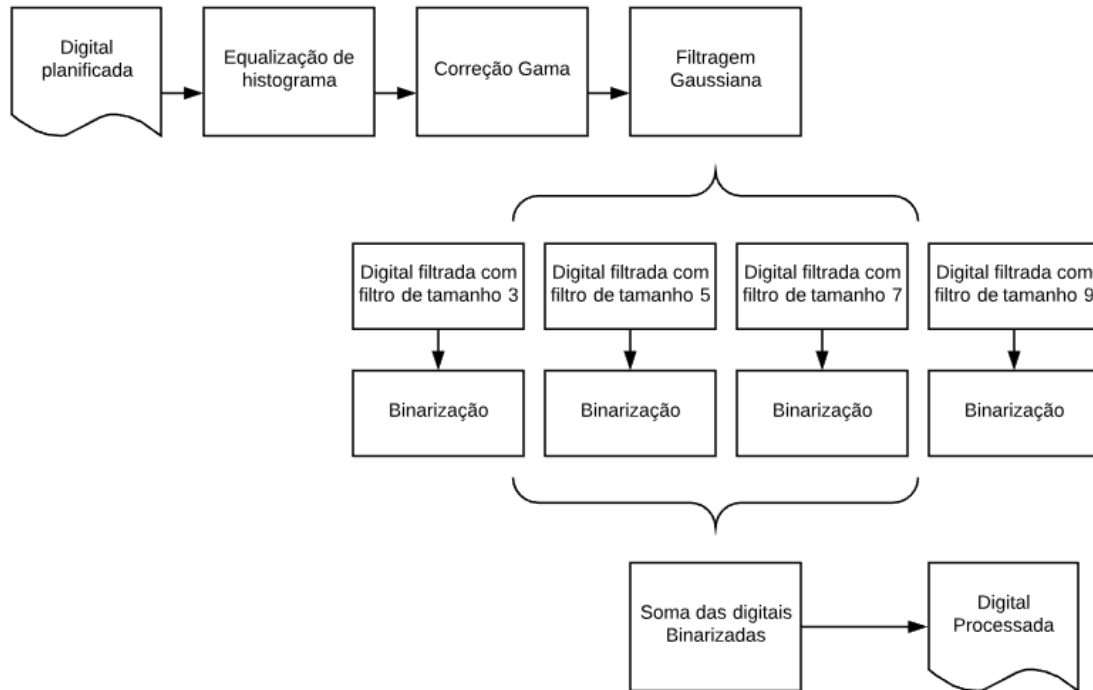 Digital
planificada
Equalização de
histograma
Correção Gama
Filtragem
Gaussiana
Digital filtrada com
filtro de tamanho 3
Digital filtrada com
filtro de tamanho 5
Digital filtrada com
filtro de tamanho 7
Digital filtrada com
filtro de tamanho 9
Binarização
Binarização
Binarização
Binarização
Soma das digitais
Binarizadas
Digital
Processada